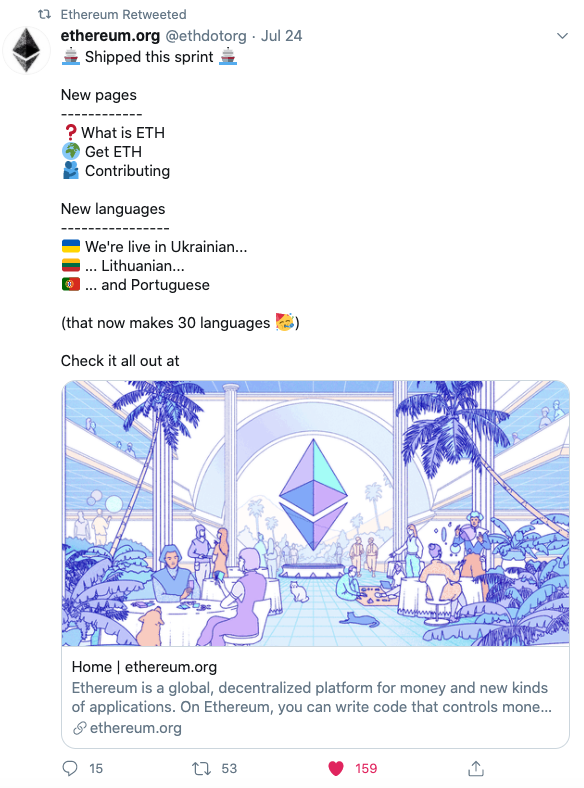 Ethereum Retweeted
ethereum.org @ethdotorg · Jul 24
🚢 Shipped this sprint 🚢
New pages
------------
❓ What is ETH
🌍 Get ETH
🫂 Contributing
New languages
----------------
🇺🇦 We're live in Ukrainian...
🇱🇹 ... Lithuanian...
🇵🇹 ... and Portuguese
(that now makes 30 languages 🥳)
Check it all out at
Home | ethereum.org
Ethereum is a global, decentralized platform for money and new kinds
of applications. On Ethereum, you can write code that controls mone...
ethereum.org
15 53 159